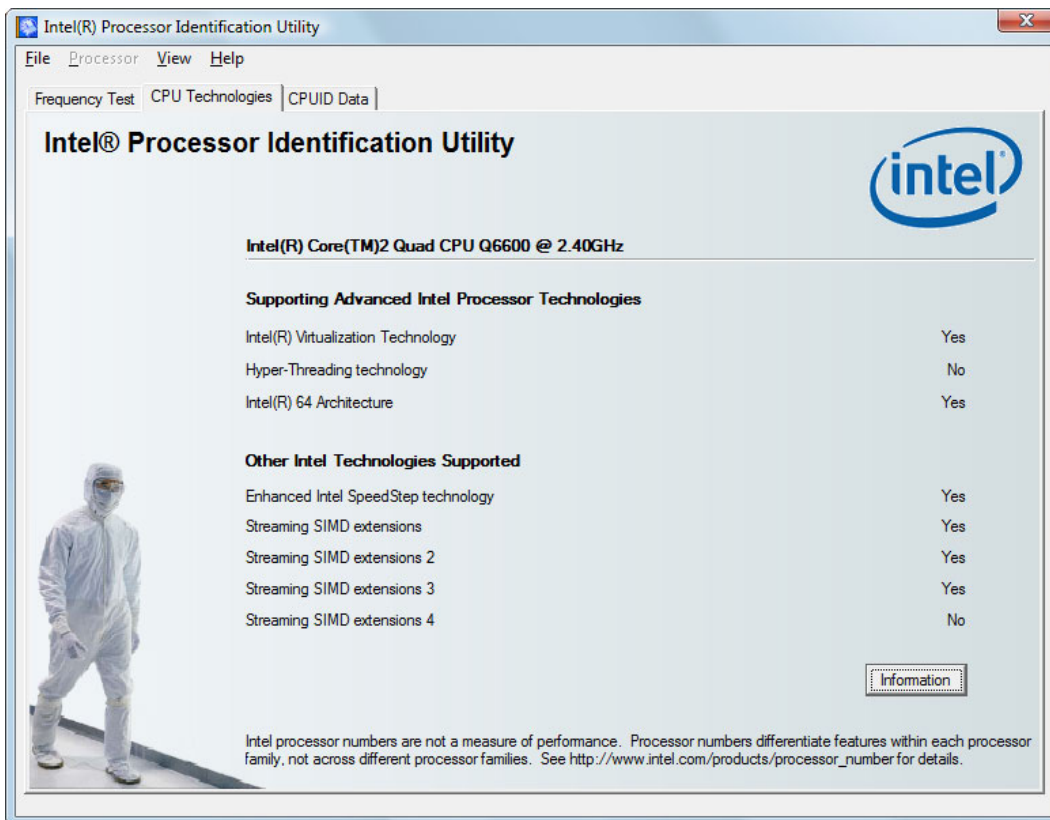 Intel(R) Processor Identification Utility
File Processor View Help
Frequency Test CPU Technologies CPUID Data
Intel® Processor Identification Utility
intel®
Intel(R) Core(TM)2 Quad CPU Q6600 @ 2.40GHz
Supporting Advanced Intel Processor Technologies
Intel(R) Virtualization Technology Yes
Hyper-Threading technology No
Intel(R) 64 Architecture Yes
Other Intel Technologies Supported
Enhanced Intel SpeedStep technology Yes
Streaming SIMD extensions Yes
Streaming SIMD extensions 2 Yes
Streaming SIMD extensions 3 Yes
Streaming SIMD extensions 4 No
Information
Intel processor numbers are not a measure of performance. Processor numbers differentiate features within each processor
family, not across different processor families. See http://www.intel.com/products/processor_number for details.